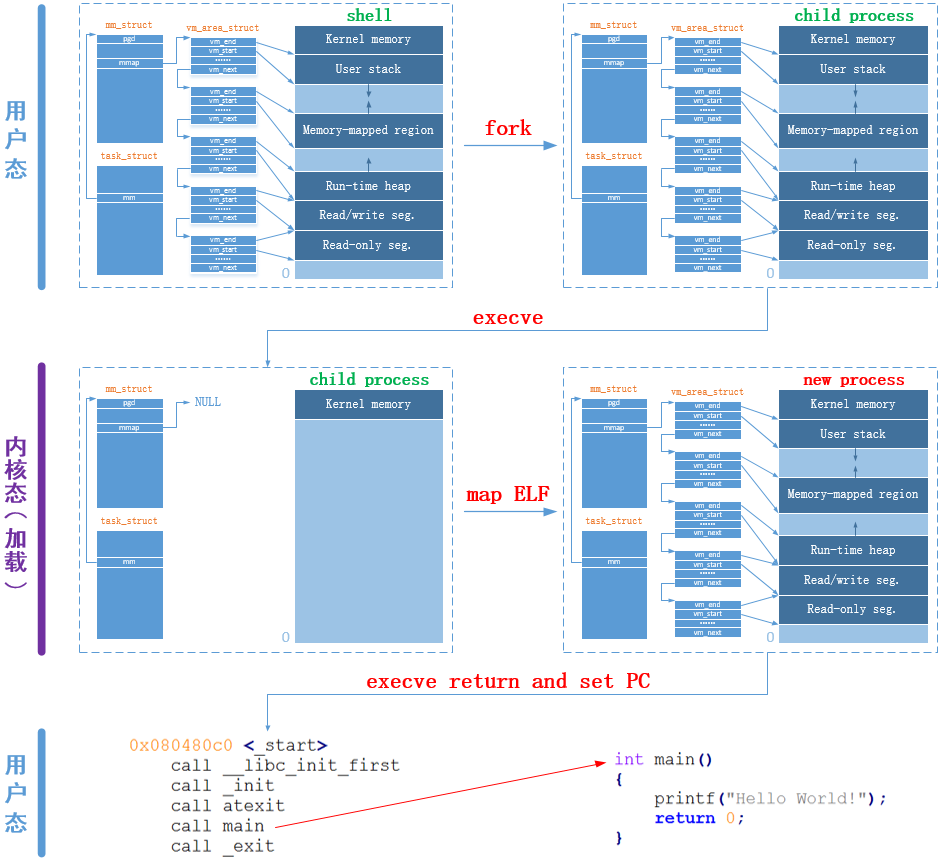 用户态
shell
mm_struct
pgd
mmap
task_struct
mm
vm_area_struct
vm_end
vm_start
······
vm_next
vm_end
vm_start
······
vm_next
vm_end
vm_start
······
vm_next
vm_end
vm_start
······
vm_next
vm_end
vm_start
······
vm_next
Kernel memory
User stack
Memory-mapped region
Run-time heap
Read/write seg.
Read-only seg.
0
fork
child process
mm_struct
pgd
mmap
task_struct
mm
vm_area_struct
vm_end
vm_start
······
vm_next
vm_end
vm_start
······
vm_next
vm_end
vm_start
······
vm_next
vm_end
vm_start
······
vm_next
vm_end
vm_start
······
vm_next
Kernel memory
User stack
Memory-mapped region
Run-time heap
Read/write seg.
Read-only seg.
0
execve
内核态(加载)
child process
mm_struct
pgd
mmap
NULL
task_struct
mm
Kernel memory
0
map ELF
new process
mm_struct
pgd
mmap
task_struct
mm
vm_area_struct
vm_end
vm_start
······
vm_next
vm_end
vm_start
······
vm_next
vm_end
vm_start
······
vm_next
vm_end
vm_start
······
vm_next
vm_end
vm_start
······
vm_next
Kernel memory
User stack
Memory-mapped region
Run-time heap
Read/write seg.
Read-only seg.
0
execve return and set PC
用户态
0x080480c0 <_start>
call __libc_init_first
call _init
call atexit
call main
call _exit
int main()
{
printf("Hello World!");
return 0;
}